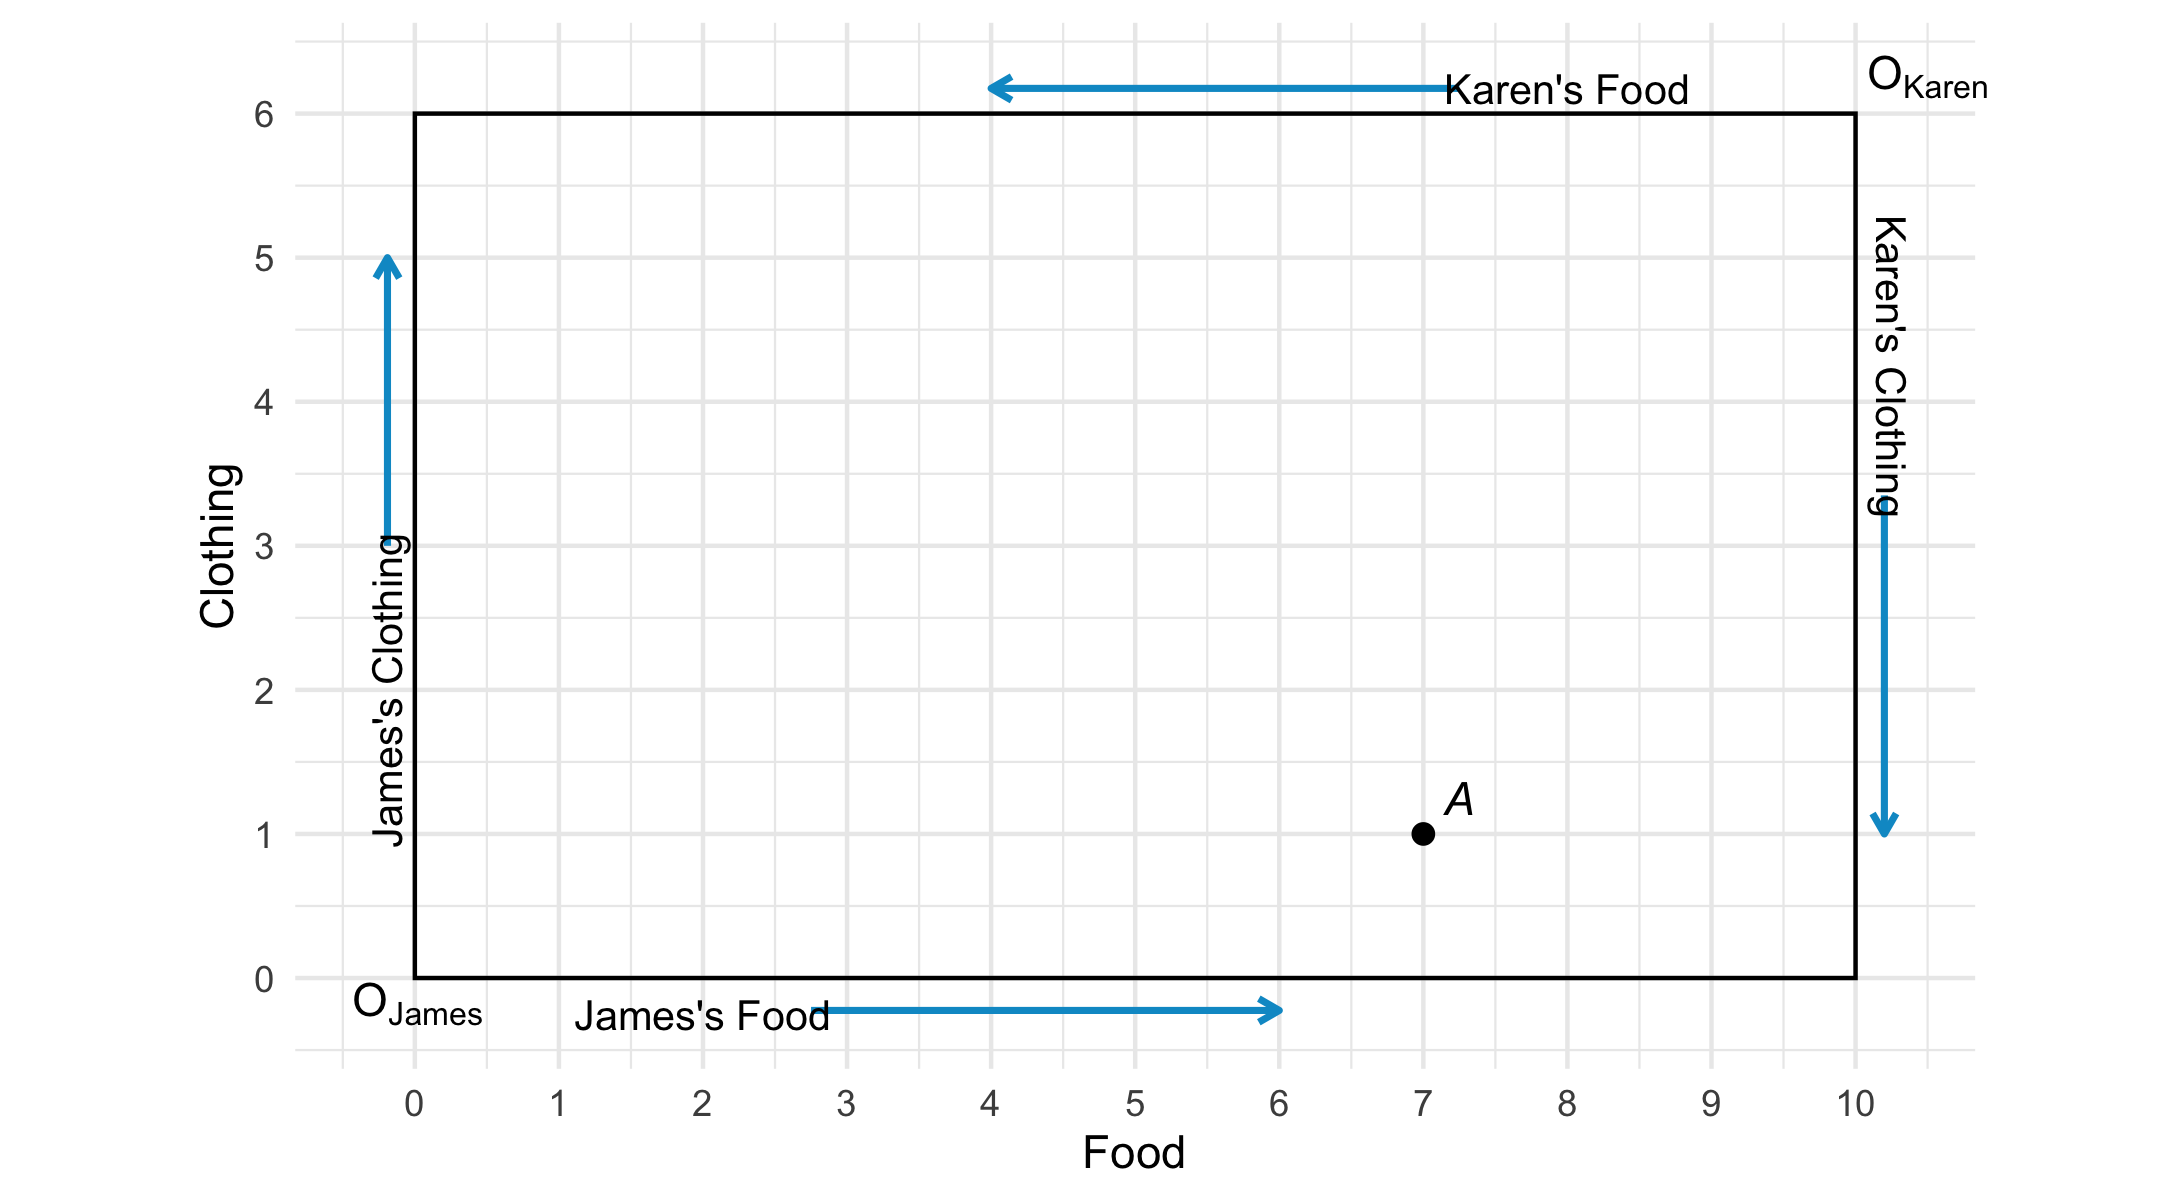 Karen's Food
OKaren
6
5
4
3
2
1
0
Clothing
James's Clothing
Karen's Clothing
A
OJames
James's Food
0 1 2 3 4 5 6 7 8 9 10
Food